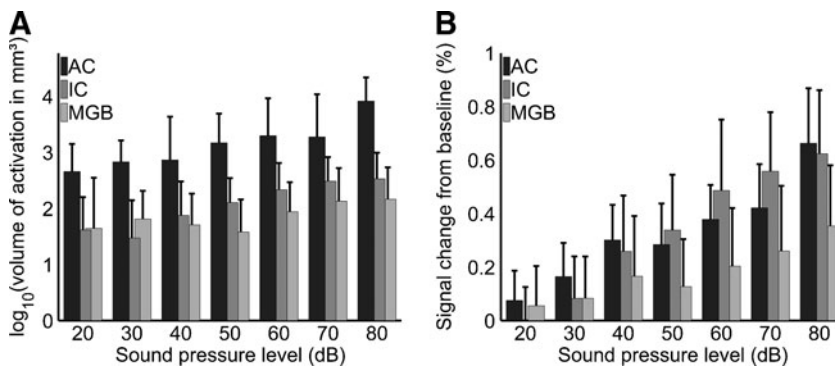 A
log10(volume of activation in mm³)
4
3
2
1
0
AC
IC
MGB
20 30 40 50 60 70 80
Sound pressure level (dB)
B
Signal change from baseline (%)
1
0.8
0.6
0.4
0.2
0
AC
IC
MGB
20 30 40 50 60 70 80
Sound pressure level (dB)